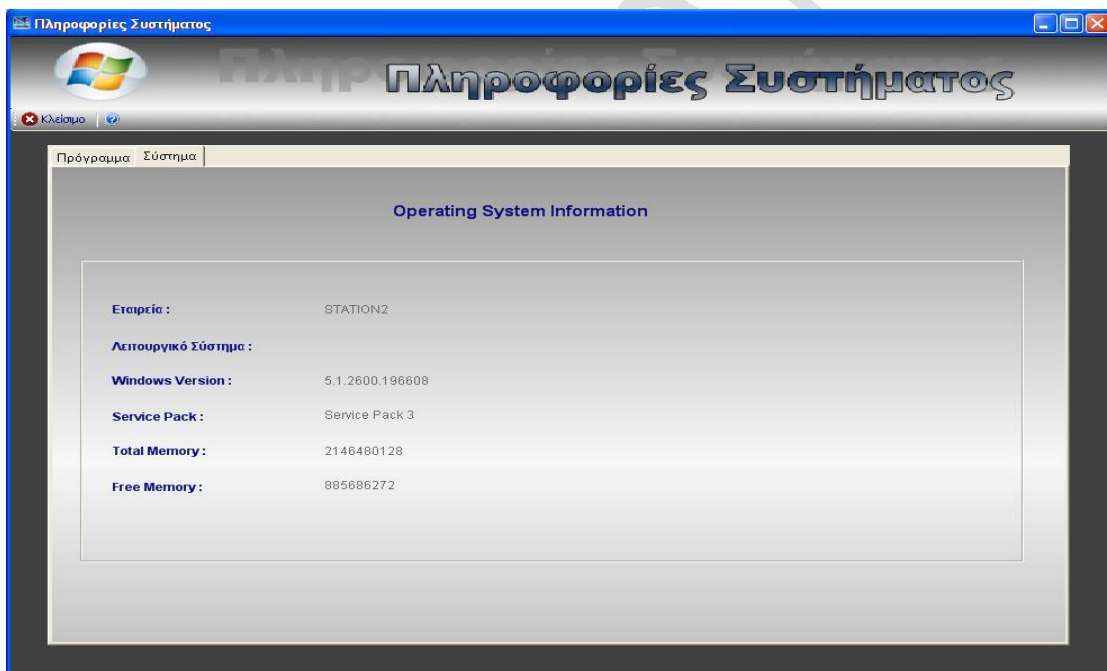 Πληροφορίες Συστήματος
Πληροφορίες Συστήματος
Κλείσιμο
Πρόγραμμα Σύστημα
Operating System Information
Εταιρεία : STATION2
Λειτουργικό Σύστημα :
Windows Version : 5.1.2600.196608
Service Pack : Service Pack 3
Total Memory : 2146480128
Free Memory : 885686272